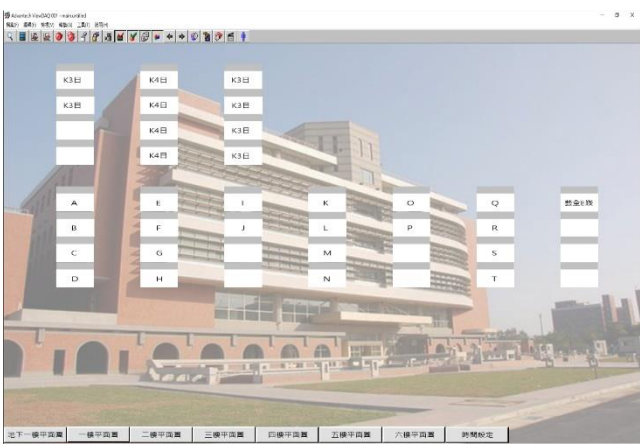 Advantech ViewDAQ
K3日 K4日 K3日
K3日 K4日 K3日
K4日 K3日
K4日 K3日
A E I K O Q
B F J L P R
C G M S
D H N T
地下一樓平面圖 一樓平面圖 二樓平面圖 三樓平面圖 四樓平面圖 五樓平面圖 六樓平面圖 時間設定